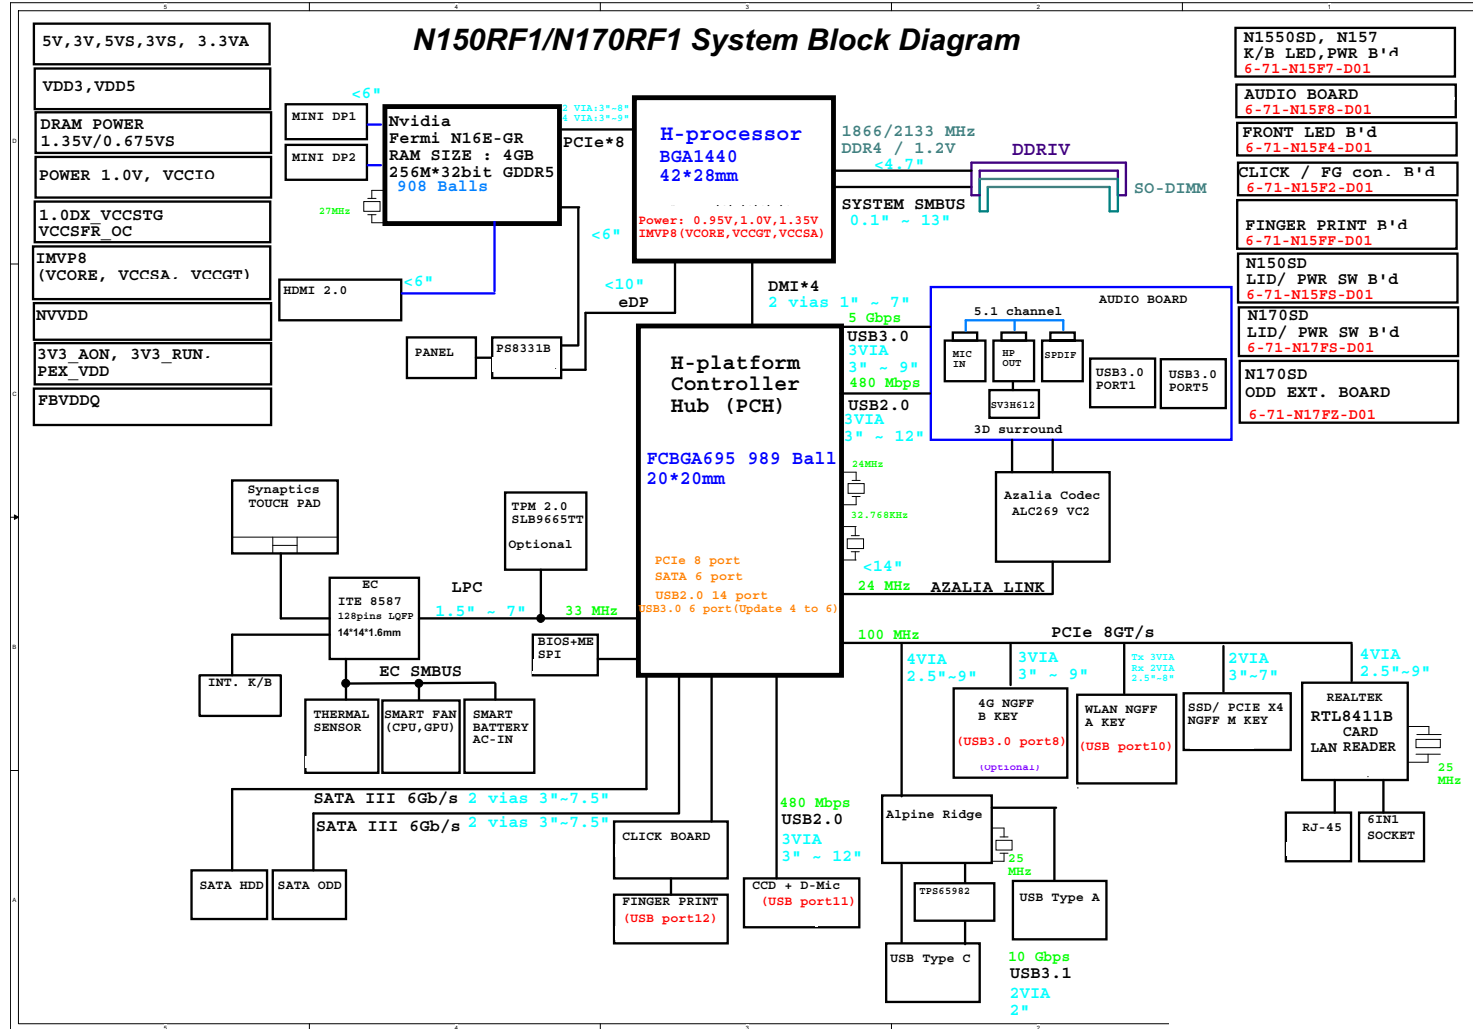 N150RF1/N170RF1 System Block Diagram
5V,3V,5VS,3VS, 3.3VA
VDD3,VDD5
DRAM POWER
1.35V/0.675VS
POWER 1.0V, VCCIO
1.0DX_VCCSTG
VCCSFR_OC
IMVP8
(VCORE, VCCSA. VCCGT)
NVVDD
3V3_AON, 3V3_RUN.
PEX_VDD
FBVDDQ
<6"
MINI DP1
MINI DP2
27MHz
Nvidia
Fermi N16E-GR
RAM SIZE : 4GB
256M*32bit GDDR5
908 Balls
2 VIA:3"-8"
4 VIA:3"-9"
PCIe*8
HDMI 2.0
<6"
<6"
<10"
eDP
PANEL
PS8331B
H-processor
BGA1440
42*28mm
Power: 0.95V,1.0V,1.35V
IMVP8(VCORE,VCCGT,VCCSA)
1866/2133 MHz
DDR4 / 1.2V
<4.7"
SYSTEM SMBUS
0.1" ~ 13"
DDRIV
SO-DIMM
DMI*4
2 vias 1" ~ 7"
N1550SD, N157
K/B LED,PWR B'd
6-71-N15F7-D01
AUDIO BOARD
6-71-N15F8-D01
FRONT LED B'd
6-71-N15F4-D01
CLICK / FG con. B'd
6-71-N15F2-D01
FINGER PRINT B'd
6-71-N15FF-D01
N150SD
LID/ PWR SW B'd
6-71-N15FS-D01
N170SD
LID/ PWR SW B'd
6-71-N17FS-D01
N170SD
ODD EXT. BOARD
6-71-N17FZ-D01
H-platform
Controller
Hub (PCH)
FCBGA695 989 Ball
20*20mm
PCIe 8 port
SATA 6 port
USB2.0 14 port
USB3.0 6 port(Update 4 to 6)
5 Gbps
USB3.0
3VIA
3" ~ 9"
480 Mbps
USB2.0
3VIA
3" ~ 12"
AUDIO BOARD
5.1 channel
MIC
IN
HP
OUT
SPDIF
SV3H612
3D surround
USB3.0
PORT1
USB3.0
PORT5
24MHz
32.768KHz
<14"
24 MHz
AZALIA LINK
Azalia Codec
ALC269 VC2
Synaptics
TOUCH PAD
TPM 2.0
SLB9665TT
Optional
EC
ITE 8587
128pins LQFP
14*14*1.6mm
LPC
1.5" ~ 7"
33 MHz
BIOS+ME
SPI
INT. K/B
EC SMBUS
THERMAL
SENSOR
SMART FAN
(CPU,GPU)
SMART
BATTERY
AC-IN
100 MHz
PCIe 8GT/s
4VIA
2.5"~9"
3VIA
3" ~ 9"
Tx 3VIA
Rx 2VIA
2.5"~8"
2VIA
3"~7"
4VIA
2.5"~9"
4G NGFF
B KEY
(USB3.0 port8)
(Optional)
WLAN NGFF
A KEY
(USB port10)
SSD/ PCIE X4
NGFF M KEY
REALTEK
RTL8411B
CARD
LAN READER
25
MHz
RJ-45
6IN1
SOCKET
SATA III 6Gb/s 2 vias 3"~7.5"
SATA III 6Gb/s 2 vias 3"~7.5"
SATA HDD
SATA ODD
CLICK BOARD
FINGER PRINT
(USB port12)
480 Mbps
USB2.0
3VIA
3" ~ 12"
CCD + D-Mic
(USB port11)
Alpine Ridge
25
MHz
TPS65982
USB Type C
USB Type A
10 Gbps
USB3.1
2VIA
2"